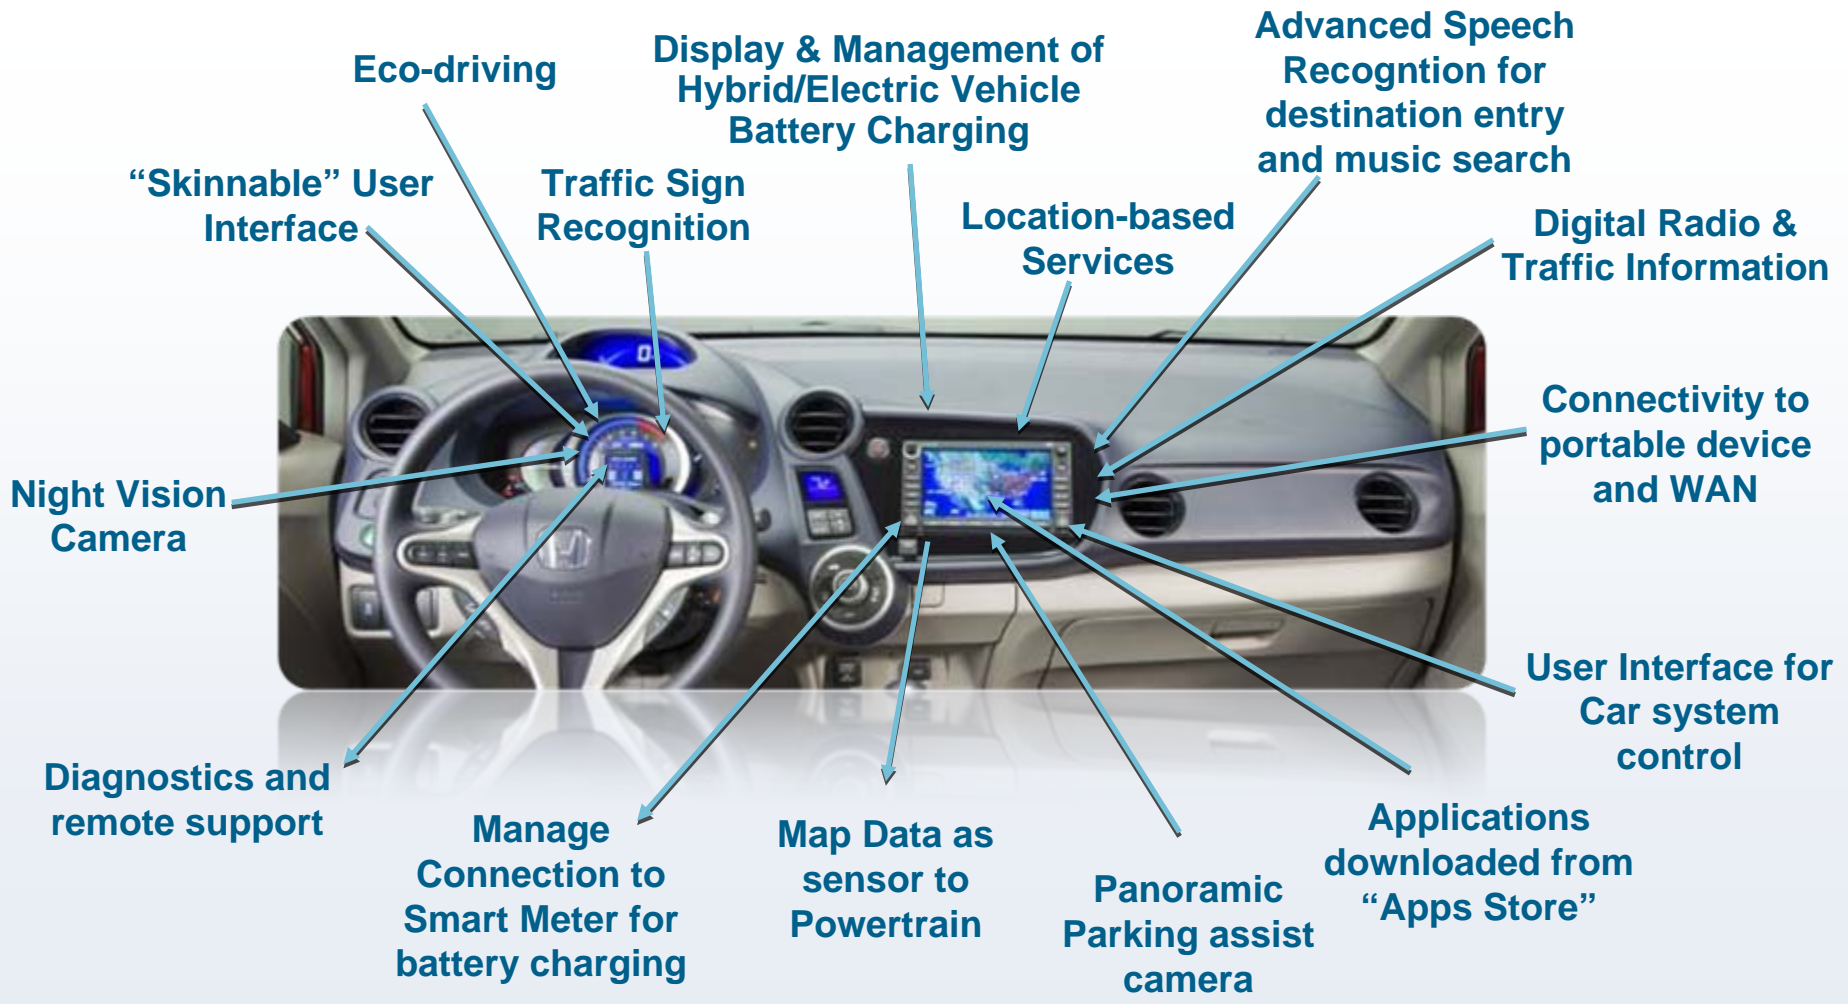 Eco-driving
Display & Management of
Hybrid/Electric Vehicle
Battery Charging
Advanced Speech
Recogntion for
destination entry
and music search
“Skinnable” User
Interface
Traffic Sign
Recognition
Location-based
Services
Digital Radio &
Traffic Information
Connectivity to
portable device
and WAN
Night Vision
Camera
User Interface for
Car system
control
Diagnostics and
remote support
Manage
Connection to
Smart Meter for
battery charging
Map Data as
sensor to
Powertrain
Panoramic
Parking assist
camera
Applications
downloaded from
“Apps Store”